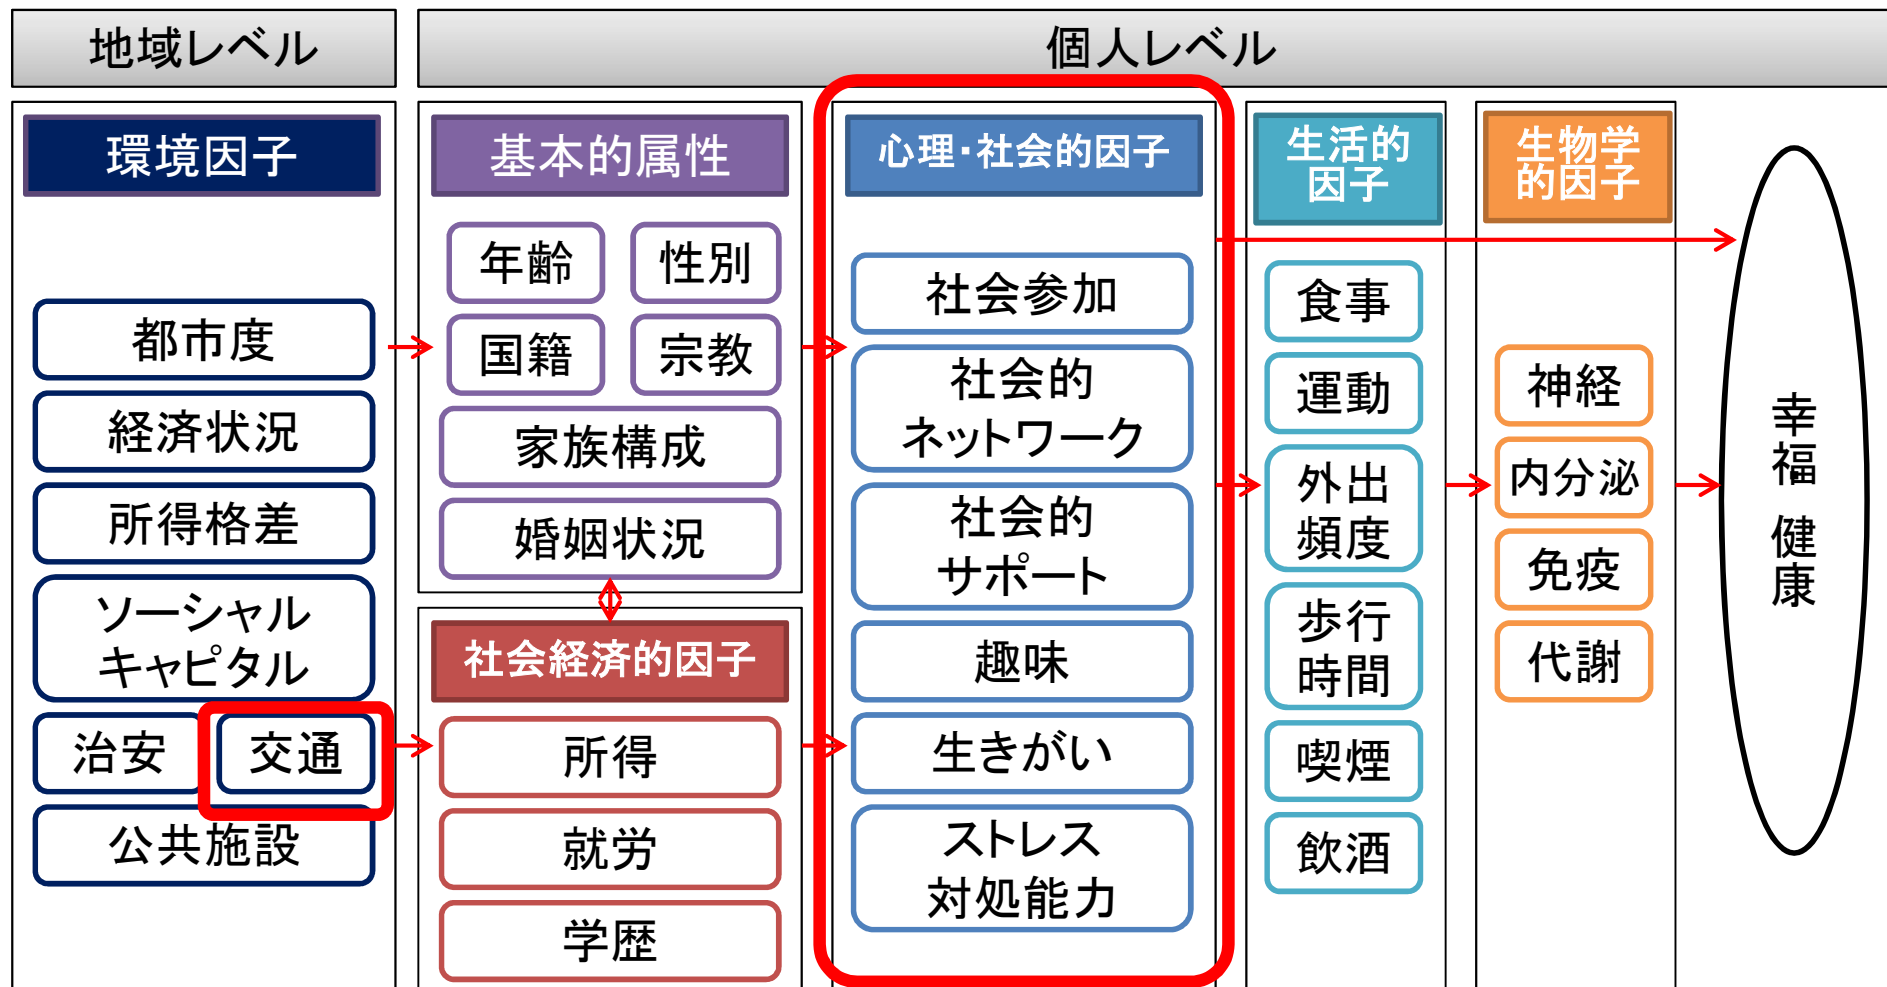 地域レベル
個人レベル
環境因子
都市度
経済状況
所得格差
ソーシャル
キャピタル
治安
交通
公共施設
基本的属性
年齢
性別
国籍
宗教
家族構成
婚姻状況
社会経済的因子
所得
就労
学歴
心理・社会的因子
社会参加
社会的
ネットワーク
社会的
サポート
趣味
生きがい
ストレス
対処能力
生活的
因子
食事
運動
外出
頻度
歩行
時間
喫煙
飲酒
生物学
的因子
神経
内分泌
免疫
代謝
幸福 健康